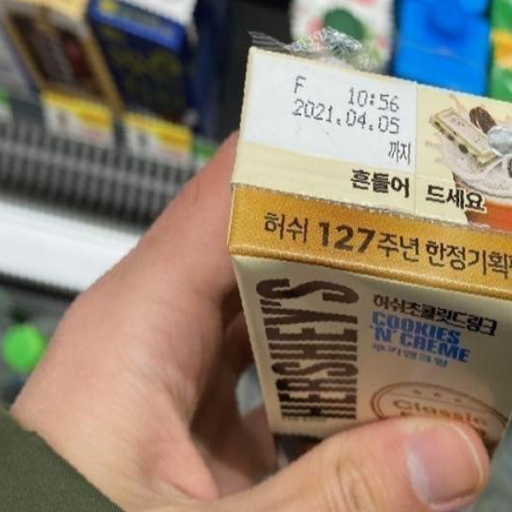 F 10:56
2021.04.05
까지
흔들어 드세요
허쉬 127주년 한정기획
HERSHEY'S
허쉬초콜릿드링크
COOKIES
'N' CREME
쿠키앤크림
Classic